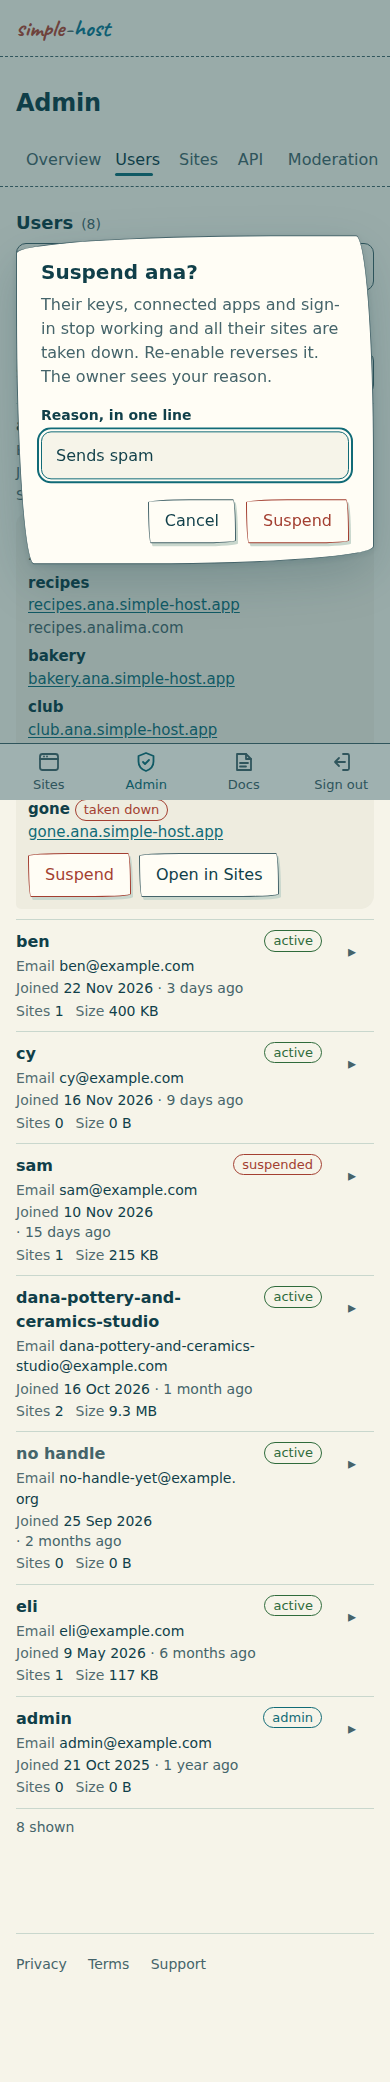 simple-host
Admin
Overview Users Sites API Moderation
Users (8)
Suspend ana?
Their keys, connected apps and sign-
in stop working and all their sites are
taken down. Re-enable reverses it.
The owner sees your reason.
Reason, in one line
Sends spam
Cancel Suspend
recipes
recipes.ana.simple-host.app
recipes.analima.com
bakery
bakery.ana.simple-host.app
club
club.ana.simple-host.app
Sites Admin Docs Sign out
gone taken down
gone.ana.simple-host.app
Suspend Open in Sites
ben active
Email ben@example.com
Joined 22 Nov 2026 · 3 days ago
Sites 1 Size 400 KB
cy active
Email cy@example.com
Joined 16 Nov 2026 · 9 days ago
Sites 0 Size 0 B
sam suspended
Email sam@example.com
Joined 10 Nov 2026
· 15 days ago
Sites 1 Size 215 KB
dana-pottery-and- active
ceramics-studio
Email dana-pottery-and-ceramics-
studio@example.com
Joined 16 Oct 2026 · 1 month ago
Sites 2 Size 9.3 MB
no handle active
Email no-handle-yet@example.
org
Joined 25 Sep 2026
· 2 months ago
Sites 0 Size 0 B
eli active
Email eli@example.com
Joined 9 May 2026 · 6 months ago
Sites 1 Size 117 KB
admin admin
Email admin@example.com
Joined 21 Oct 2025 · 1 year ago
Sites 0 Size 0 B
8 shown
Privacy Terms Support